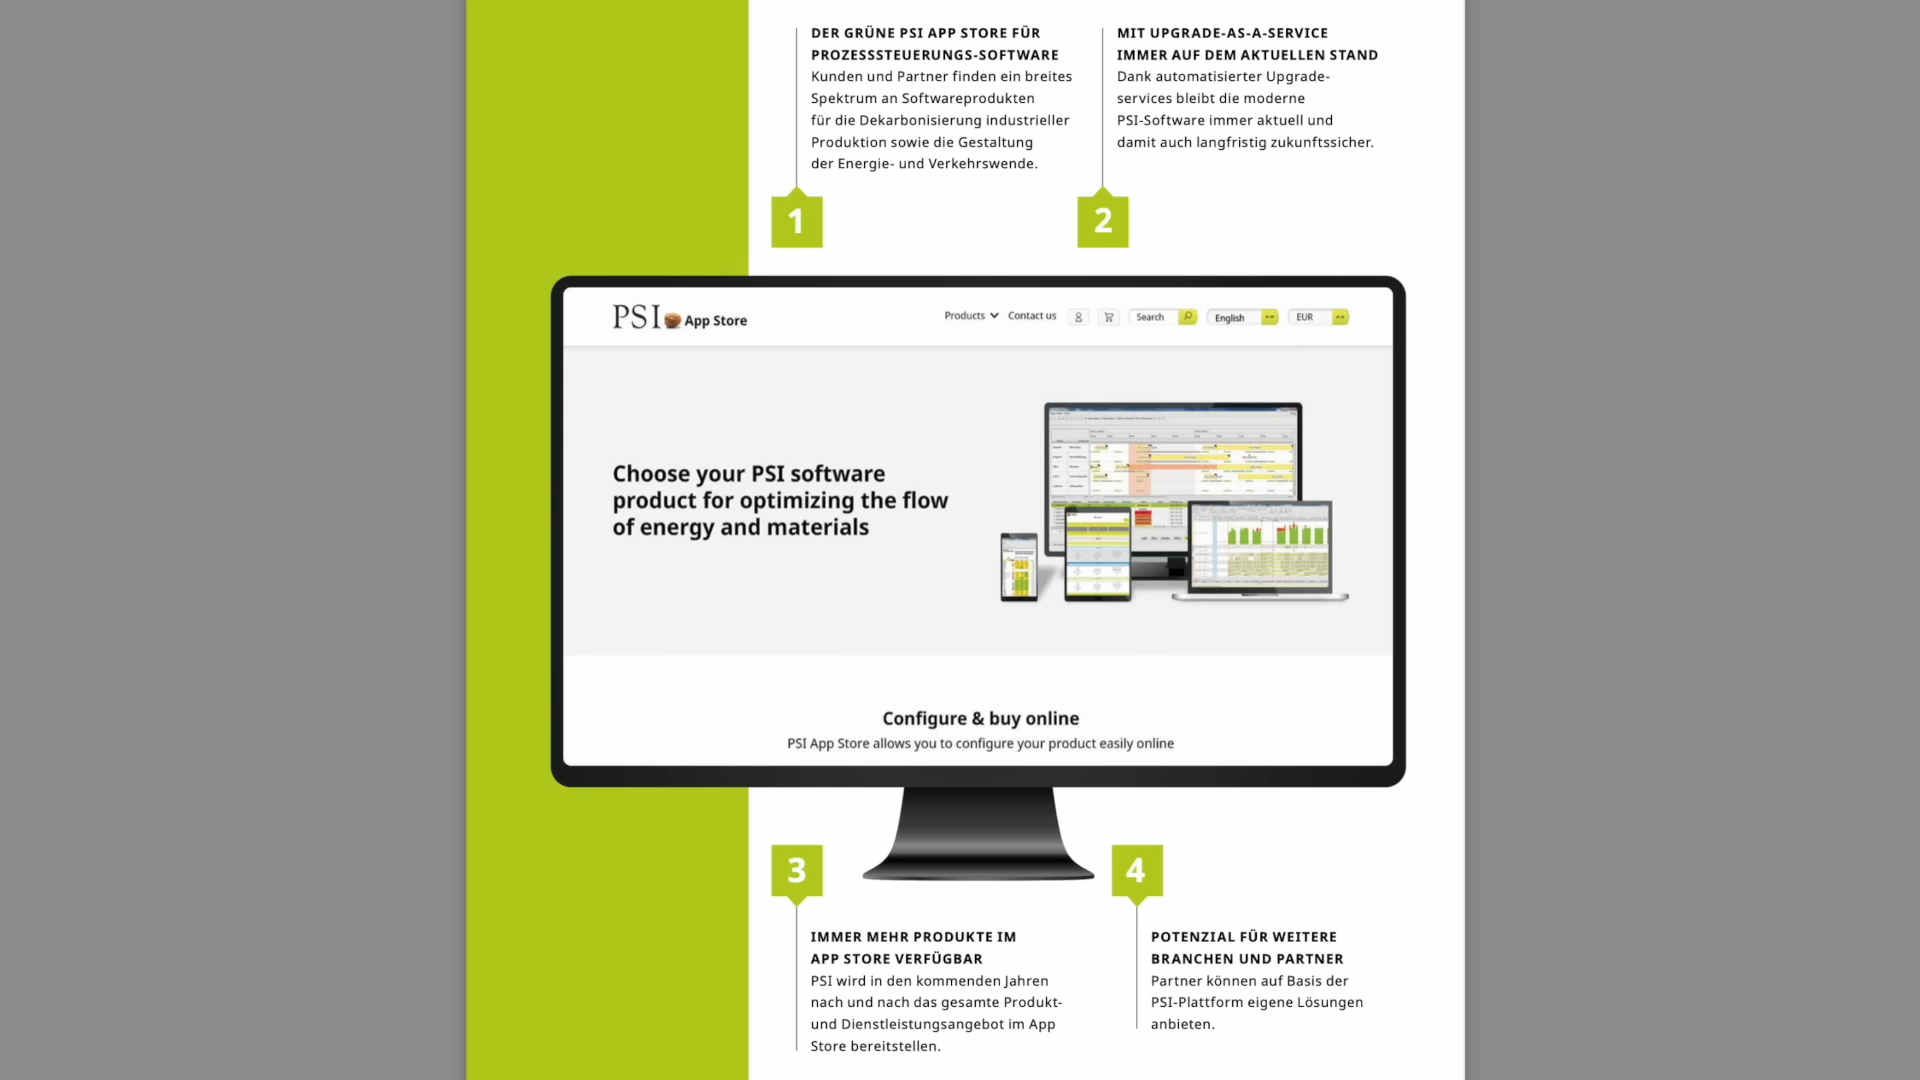 DER GRÜNE PSI APP STORE FÜR
PROZESSSTEUERUNGS-SOFTWARE
Kunden und Partner finden ein breites
Spektrum an Softwareprodukten
für die Dekarbonisierung industrieller
Produktion sowie die Gestaltung
der Energie- und Verkehrswende.
1
MIT UPGRADE-AS-A-SERVICE
IMMER AUF DEM AKTUELLEN STAND
Dank automatisierter Upgrade-
services bleibt die moderne
PSI-Software immer aktuell und
damit auch langfristig zukunftssicher.
2
PSI App Store
Products Contact us Search English EUR
Choose your PSI software
product for optimizing the flow
of energy and materials
Configure & buy online
PSI App Store allows you to configure your product easily online
3
IMMER MEHR PRODUKTE IM
APP STORE VERFÜGBAR
PSI wird in den kommenden Jahren
nach und nach das gesamte Produkt-
und Dienstleistungsangebot im App
Store bereitstellen.
4
POTENZIAL FÜR WEITERE
BRANCHEN UND PARTNER
Partner können auf Basis der
PSI-Plattform eigene Lösungen
anbieten.